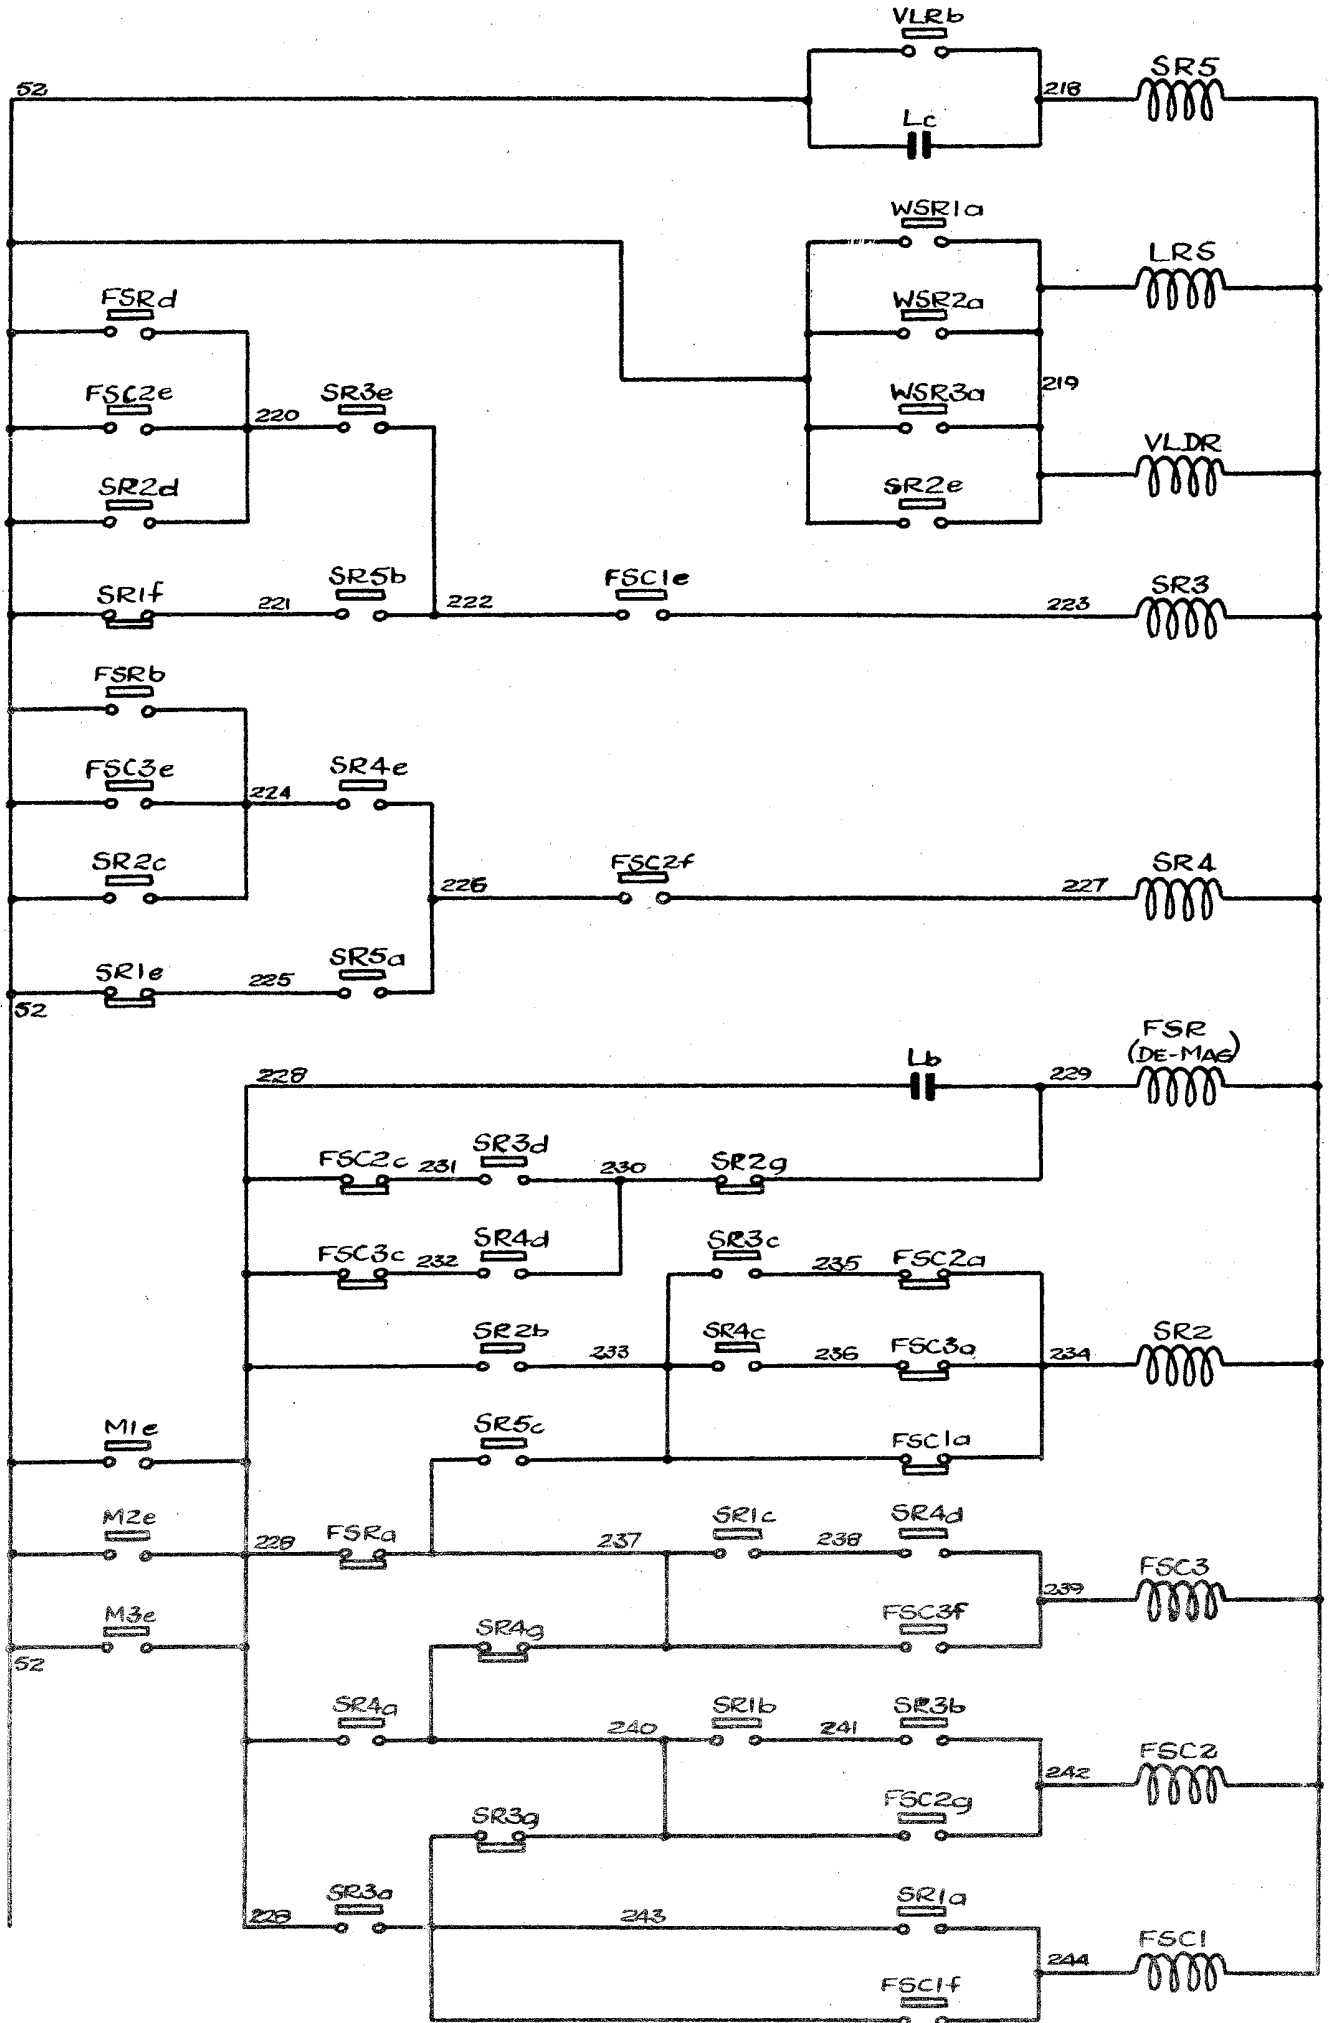 VLRb
52
218
SR5
Lc
WSR1a
LR5
FSRd
WSR2a
FSC2e
220
SR3e
WSR3a
219
VLDR
SR2d
SR2e
SR1f
221
SR5b
222
FSC1e
223
SR3
FSRb
FSC3e
224
SR4e
SR2c
226
FSC2f
227
SR4
SR1e
225
SR5a
52
FSR
(DE-MAG)
228
Lb
229
FSC2c
231
SR3d
230
SR2g
FSC3c
232
SR4d
SR3c
235
FSC2a
SR2b
233
SR4c
236
FSC3a
234
SR2
M1e
SR5c
FSC1a
M2e
228
FSRa
237
SR1c
238
SR4d
239
FSC3
M3e
52
SR4g
FSC3f
SR4a
240
SR1b
241
SR3b
242
FSC2
SR3g
FSC2g
228
SR3a
243
SR1a
244
FSC1
FSC1f